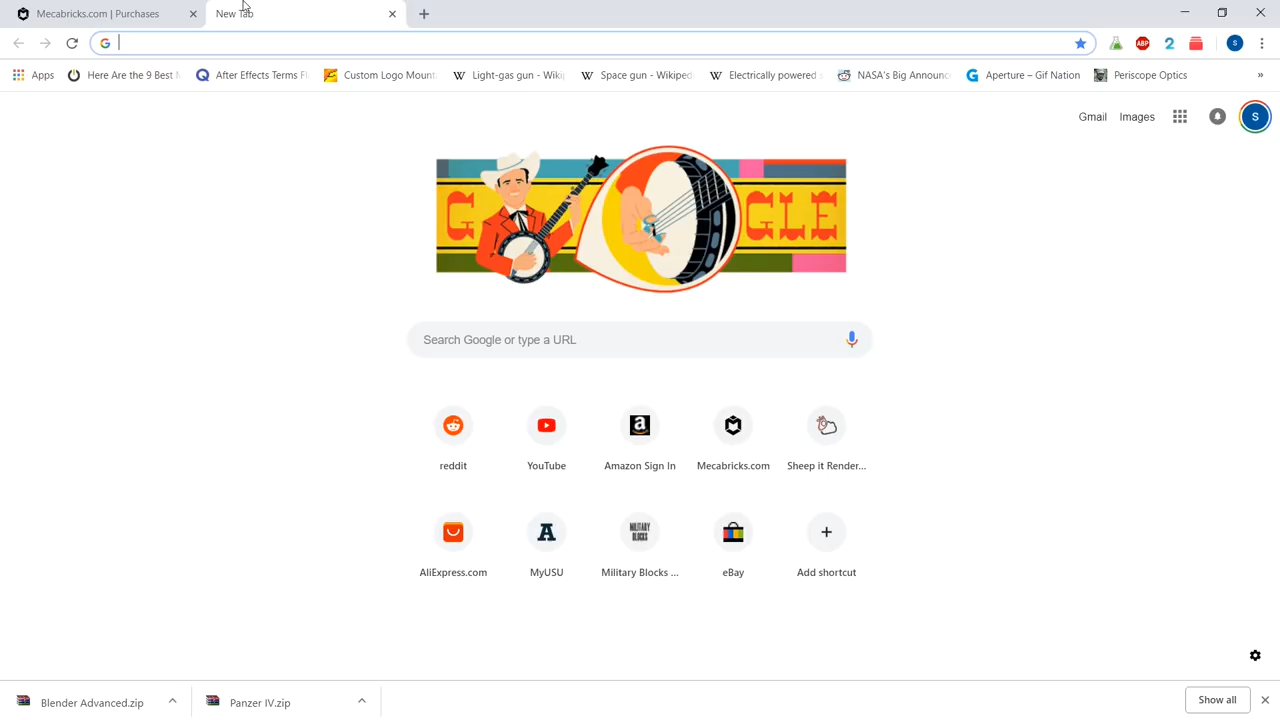 Mecabricks.com | Purchases
New Tab
Apps
Here Are the 9 Best
After Effects Terms F
Custom Logo Mount
Light-gas gun - Wiki
Space gun - Wikiped
Electrically powered
NASA's Big Announc
Aperture – Gif Nation
Periscope Optics
»
Gmail
Images
S
G GLE
Search Google or type a URL
reddit
YouTube
Amazon Sign In
Mecabricks.com
Sheep it Render...
MILITARY
BLOCKS
AliExpress.com
MyUSU
Military Blocks ...
eBay
Add shortcut
Blender Advanced.zip
Panzer IV.zip
Show all